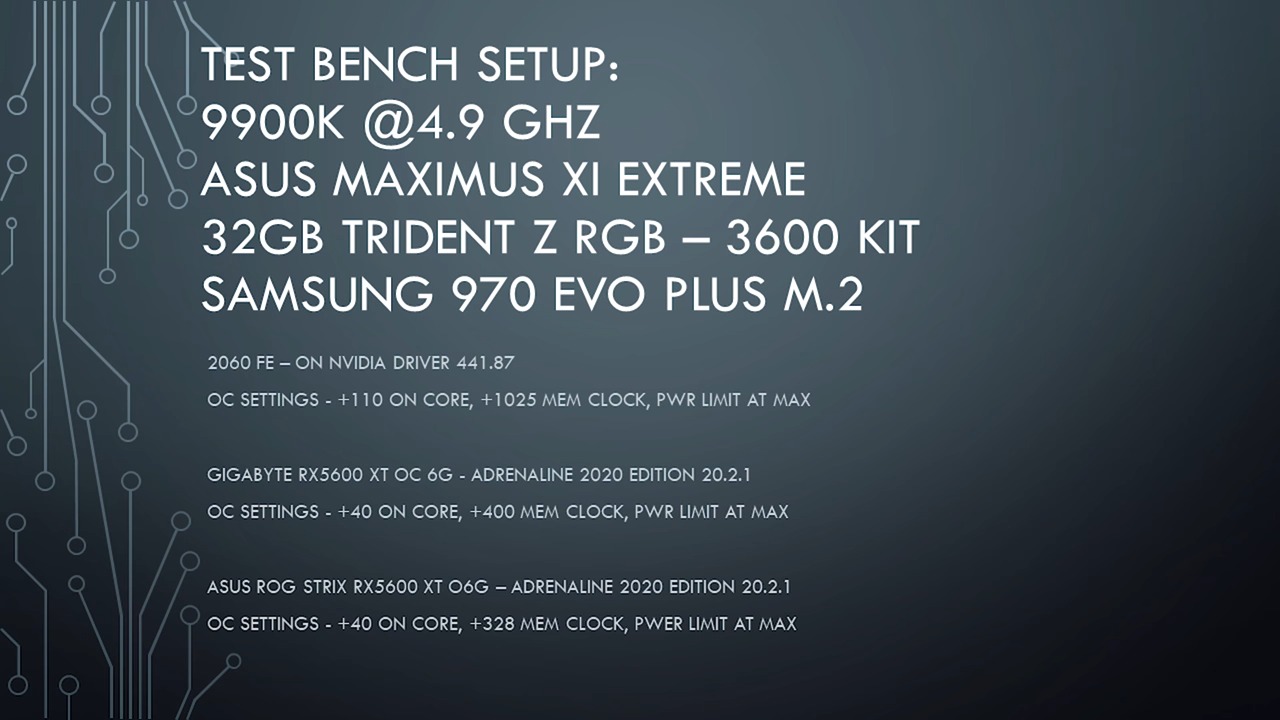 TEST BENCH SETUP:
9900K @4.9 GHZ
ASUS MAXIMUS XI EXTREME
32GB TRIDENT Z RGB – 3600 KIT
SAMSUNG 970 EVO PLUS M.2
2060 FE – ON NVIDIA DRIVER 441.87
OC SETTINGS - +110 ON CORE, +1025 MEM CLOCK, PWR LIMIT AT MAX
GIGABYTE RX5600 XT OC 6G - ADRENALINE 2020 EDITION 20.2.1
OC SETTINGS - +40 ON CORE, +400 MEM CLOCK, PWR LIMIT AT MAX
ASUS ROG STRIX RX5600 XT O6G – ADRENALINE 2020 EDITION 20.2.1
OC SETTINGS - +40 ON CORE, +328 MEM CLOCK, PWER LIMIT AT MAX